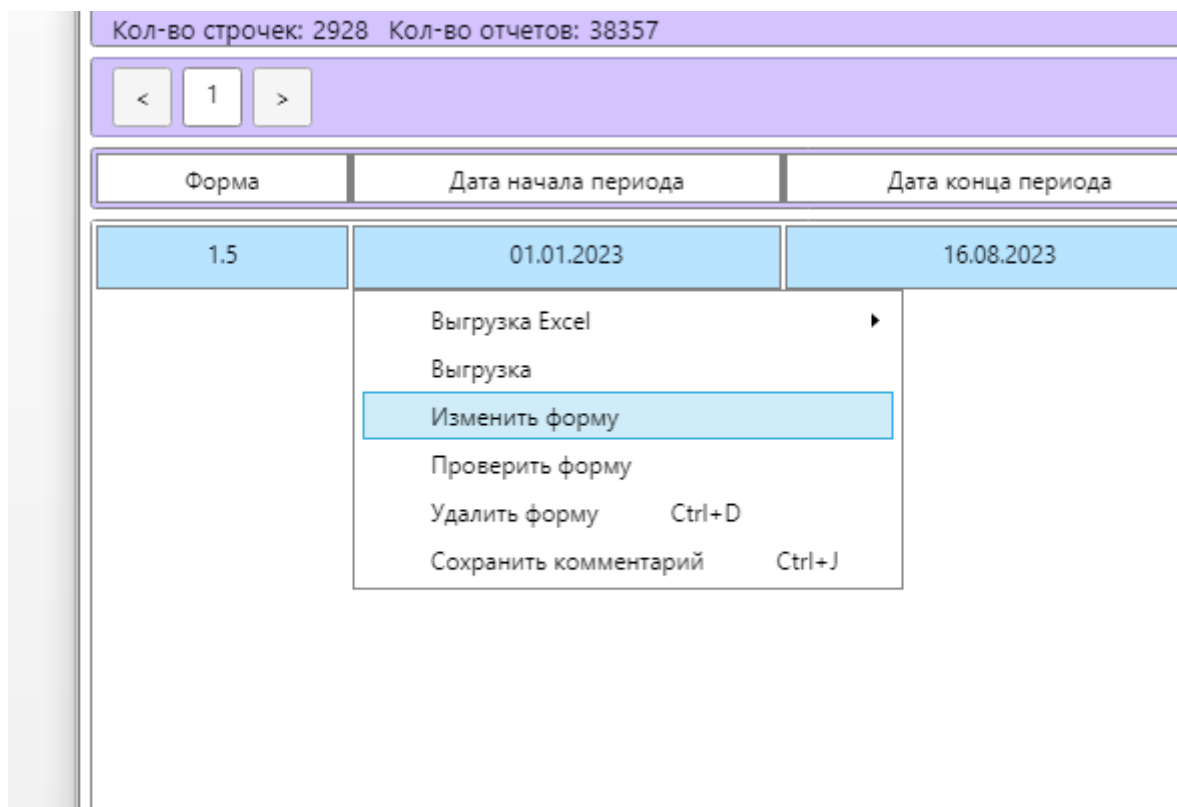 Кол-во строчек: 2928 Кол-во отчетов: 38357
< 1 >
Форма Дата начала периода Дата конца периода
1.5 01.01.2023 16.08.2023
Выгрузка Excel
Выгрузка
Изменить форму
Проверить форму
Удалить форму Ctrl+D
Сохранить комментарий Ctrl+J